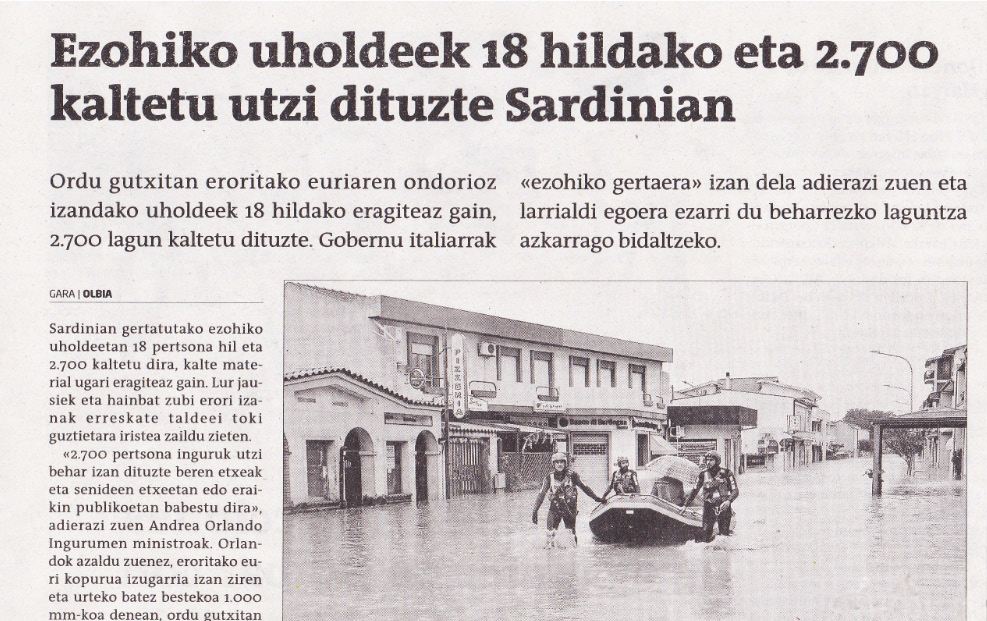 Ezohiko uholdeek 18 hildako eta 2.700
kaltetu utzi dituzte Sardinian
Ordu gutxitan eroritako euriaren ondorioz
izandako uholdeek 18 hildako eragiteaz gain,
2.700 lagun kaltetu dituzte. Gobernu italiarrak
«ezohiko gertaera» izan dela adierazi zuen eta
larrialdi egoera ezarri du beharrezko laguntza
azkarrago bidaltzeko.
GARA | OLBIA
Sardinian gertatutako ezohiko
uholdeetan 18 pertsona hil eta
2.700 kaltetu dira, kalte mate-
rial ugari eragiteaz gain. Lur jau-
siek eta hainbat zubi erori iza-
nak erreskate taldeei toki
guztietara iristea zaildu zieten.
«2.700 pertsona inguruk utzi
behar izan dituzte beren etxeak
eta senideen etxeetan edo erai-
kin publikoetan babestu dira»,
adierazi zuen Andrea Orlando
Ingurumen ministroak. Orlan-
dok azaldu zuenez, eroritako eu-
ri kopurua izugarria izan ziren
eta urteko batez bestekoa 1.000
mm-koa denean, ordu gutxitan
PIZZERIA
Banco di Sardegna